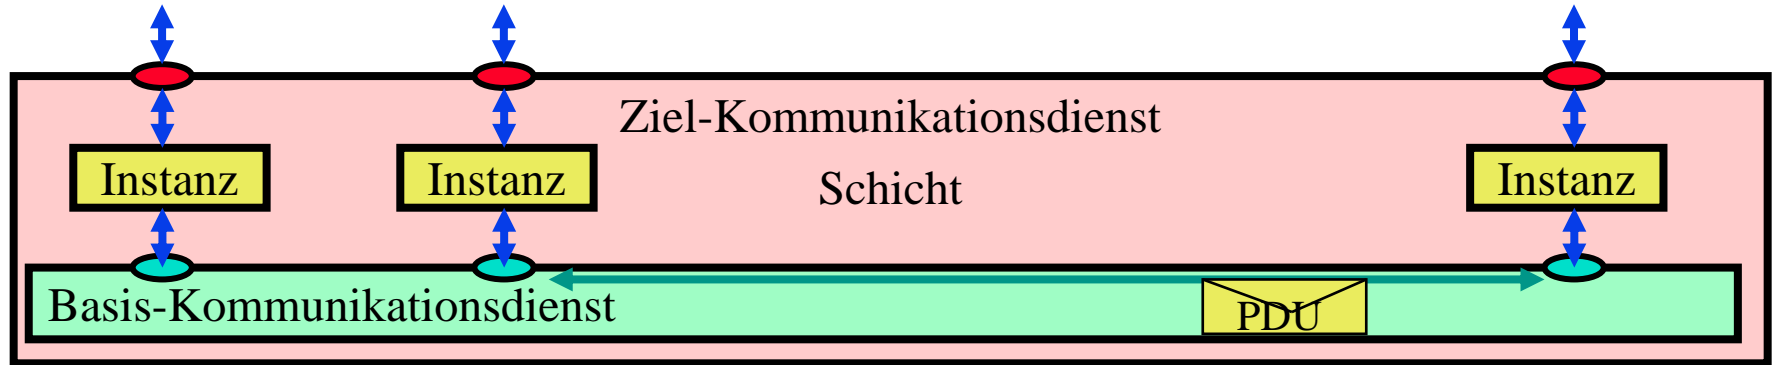 Ziel-Kommunikationsdienst
Instanz
Instanz
Schicht
Instanz
Basis-Kommunikationsdienst
PDU